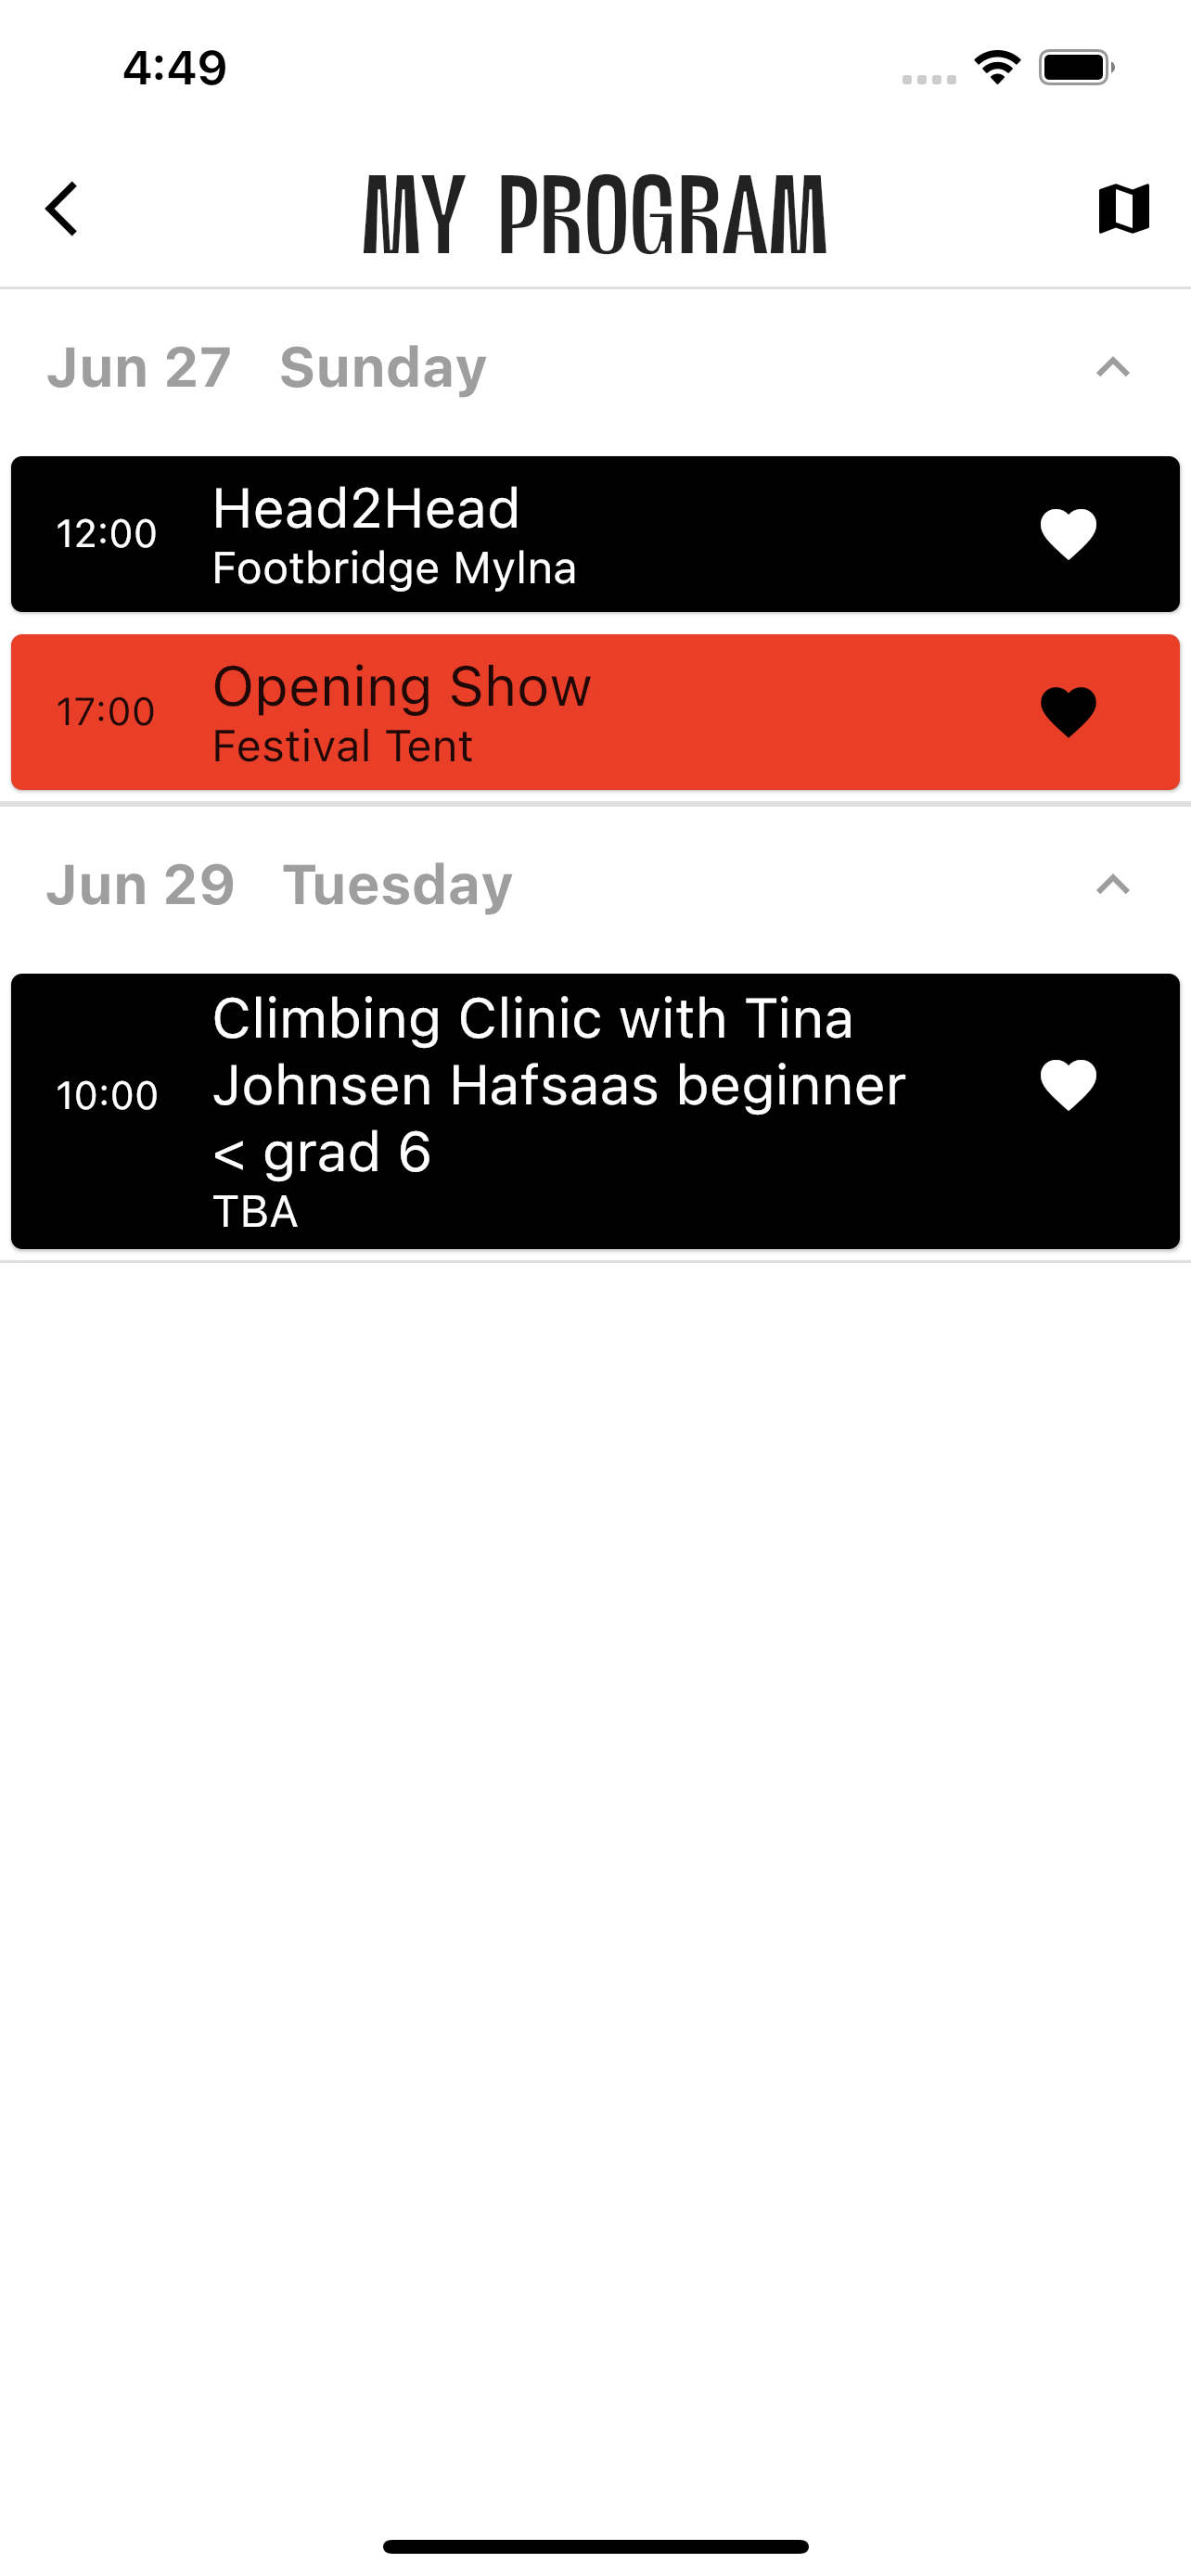 4:49
MY PROGRAM
Jun 27 Sunday
12:00
Head2Head
Footbridge Mylna
17:00
Opening Show
Festival Tent
Jun 29 Tuesday
10:00
Climbing Clinic with Tina
Johnsen Hafsaas beginner
< grad 6
TBA